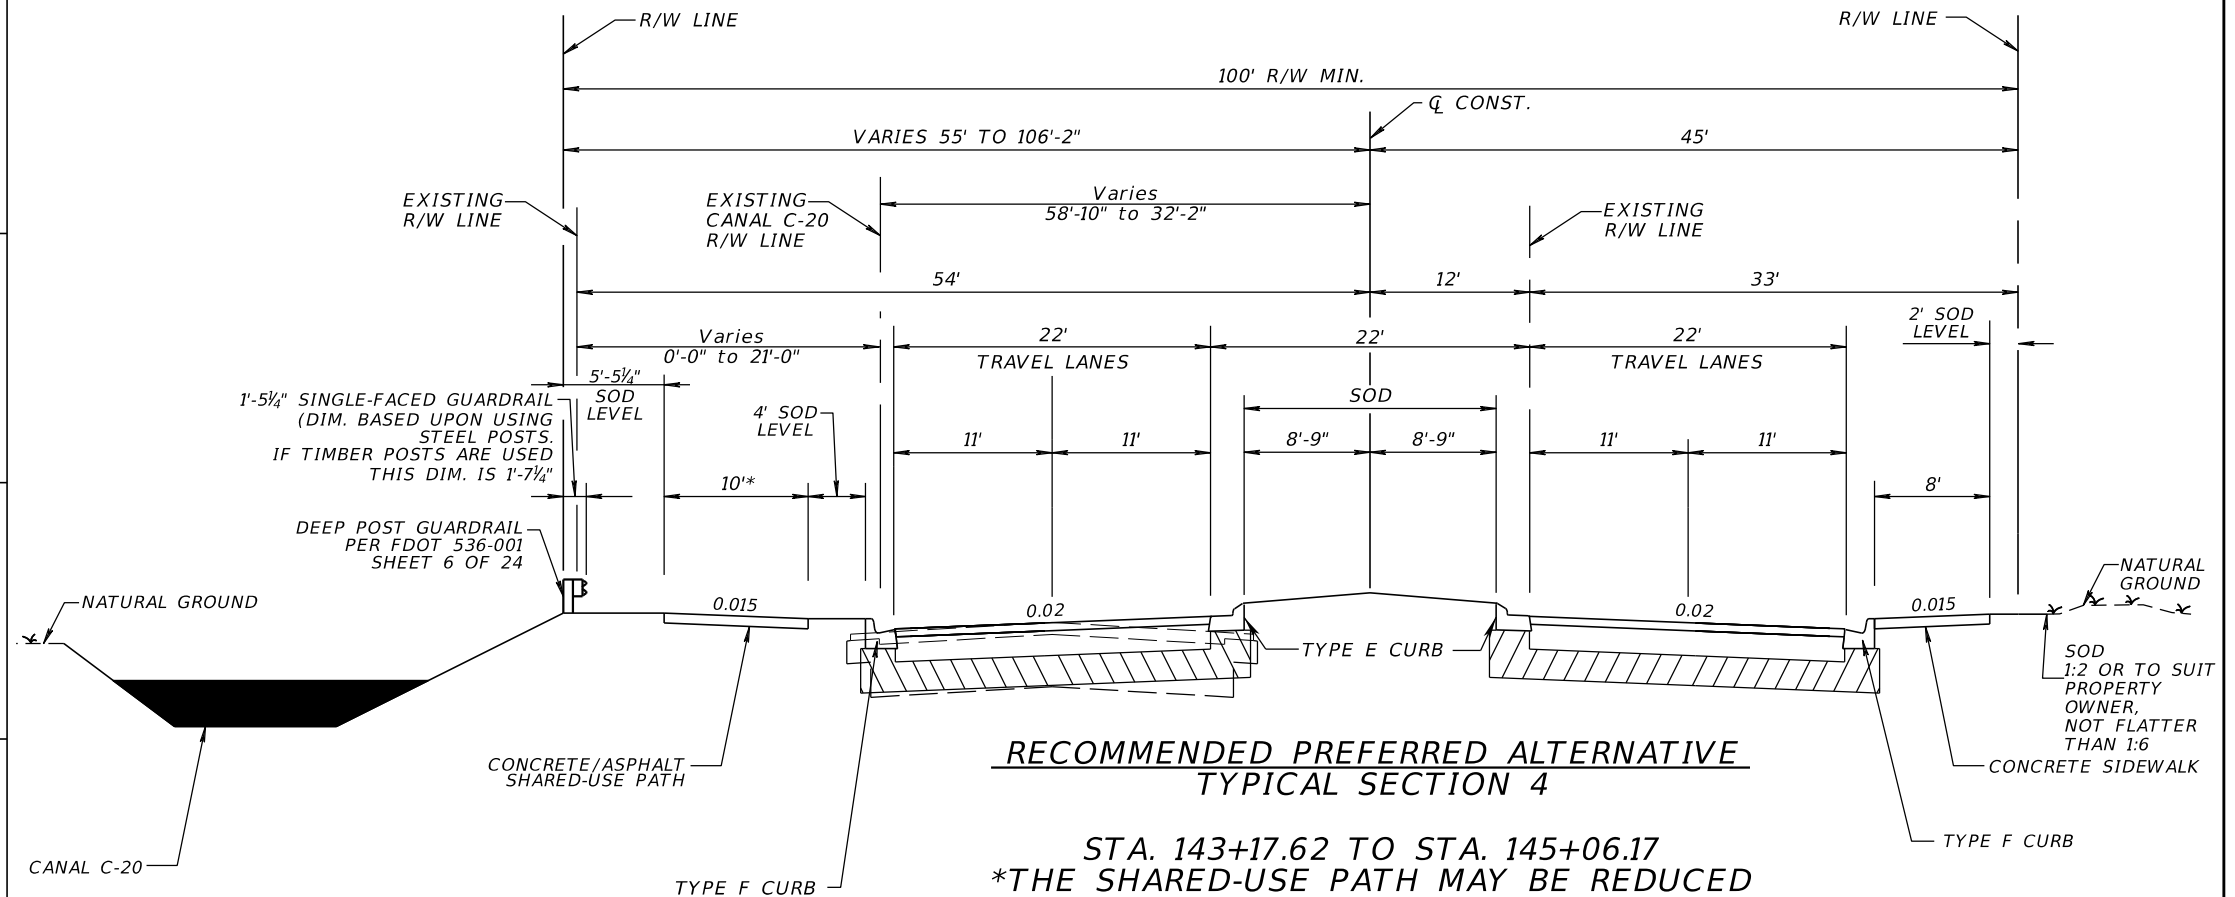 R/W LINE
R/W LINE
100' R/W MIN.
℄ CONST.
VARIES 55' TO 106'-2"
45'
EXISTING
R/W LINE
EXISTING
CANAL C-20
R/W LINE
Varies
58'-10" to 32'-2"
EXISTING
R/W LINE
54'
12'
33'
2' SOD
LEVEL
Varies
0'-0" to 21'-0"
22'
TRAVEL LANES
22'
22'
TRAVEL LANES
5'-5¼"
SOD
LEVEL
1'-5¼" SINGLE-FACED GUARDRAIL
(DIM. BASED UPON USING
STEEL POSTS.
IF TIMBER POSTS ARE USED
THIS DIM. IS 1'-7¼"
4' SOD
LEVEL
SOD
11'
11'
8'-9"
8'-9"
11'
11'
10'*
8'
DEEP POST GUARDRAIL
PER FDOT 536-001
SHEET 6 OF 24
NATURAL GROUND
0.015
0.02
0.02
0.015
NATURAL
GROUND
TYPE E CURB
SOD
1:2 OR TO SUIT
PROPERTY
OWNER,
NOT FLATTER
THAN 1:6
CONCRETE/ASPHALT
SHARED-USE PATH
CONCRETE SIDEWALK
RECOMMENDED PREFERRED ALTERNATIVE
TYPICAL SECTION 4
CANAL C-20
TYPE F CURB
TYPE F CURB
STA. 143+17.62 TO STA. 145+06.17
*THE SHARED-USE PATH MAY BE REDUCED